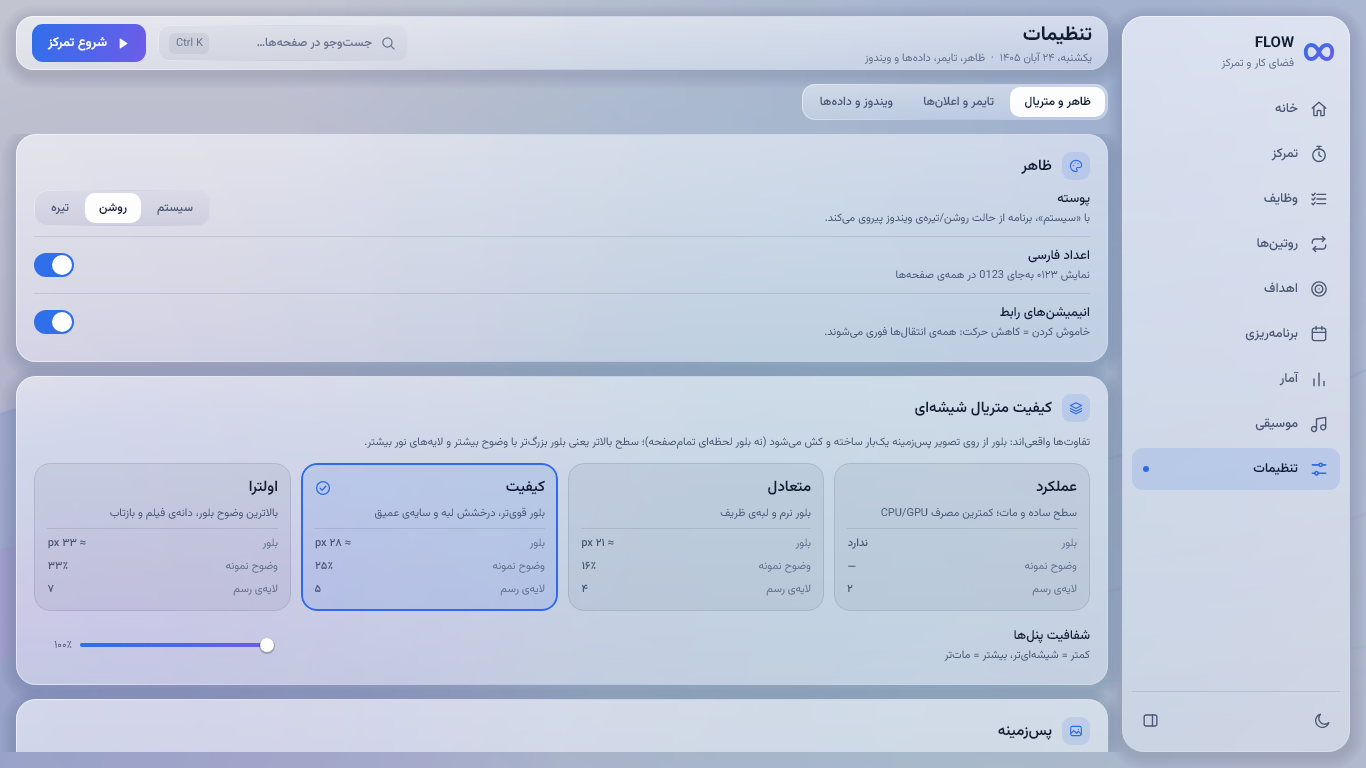 FLOW
فضای کار و تمرکز
خانه
تمرکز
وظایف
روتین‌ها
اهداف
برنامه‌ریزی
آمار
موسیقی
تنظیمات
تنظیمات
یکشنبه، ۲۴ آبان ۱۴۰۵ · ظاهر، تایمر، داده‌ها و ویندوز
جست‌وجو در صفحه‌ها… Ctrl K
شروع تمرکز
ظاهر و متریال تایمر و اعلان‌ها ویندوز و داده‌ها
ظاهر
پوسته
با «سیستم»، برنامه از حالت روشن/تیره‌ی ویندوز پیروی می‌کند.
سیستم روشن تیره
اعداد فارسی
نمایش ۰۱۲۳ به‌جای 0123 در همه‌ی صفحه‌ها
انیمیشن‌های رابط
خاموش کردن = کاهش حرکت: همه‌ی انتقال‌ها فوری می‌شوند.
کیفیت متریال شیشه‌ای
تفاوت‌ها واقعی‌اند: بلور از روی تصویر پس‌زمینه یک‌بار ساخته و کش می‌شود (نه بلور لحظه‌ای تمام‌صفحه)؛ سطح بالاتر یعنی بلور بزرگ‌تر با وضوح بیشتر و لایه‌های نور بیشتر.
عملکرد
سطح ساده و مات؛ کمترین مصرف CPU/GPU
بلور ندارد
وضوح نمونه —
لایه‌ی رسم ۲
متعادل
بلور نرم و لبه‌ی ظریف
بلور ≈ ۲۱ px
وضوح نمونه ۱۶٪
لایه‌ی رسم ۴
کیفیت
بلور قوی‌تر، درخشش لبه و سایه‌ی عمیق
بلور ≈ ۲۸ px
وضوح نمونه ۲۵٪
لایه‌ی رسم ۵
اولترا
بالاترین وضوح بلور، دانه‌ی فیلم و بازتاب
بلور ≈ ۳۳ px
وضوح نمونه ۳۳٪
لایه‌ی رسم ۷
شفافیت پنل‌ها
کمتر = شیشه‌ای‌تر، بیشتر = مات‌تر
۱۰۰٪
پس‌زمینه